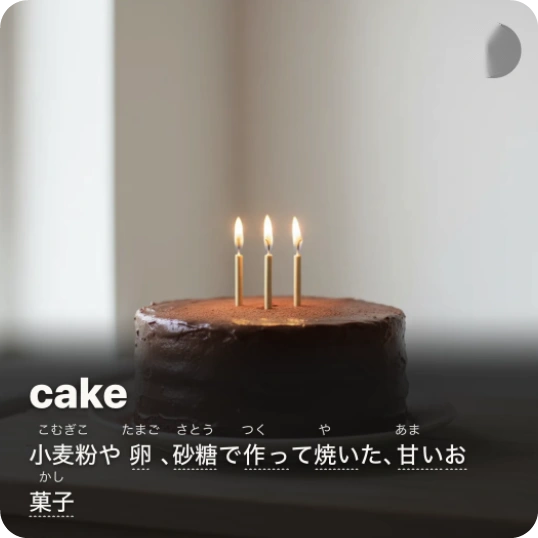 cake
こむぎこ たまご さとう つく や あま
小麦粉や 卵 、砂糖で作って焼いた、甘いお
かし
菓子